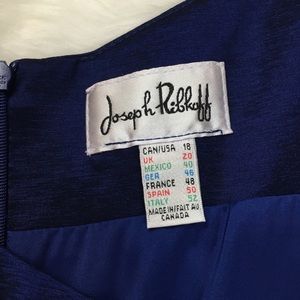 Joseph Ribkoff
CAN/USA 18
UK 20
MEXICO 40
GER 46
FRANCE 48
SPAIN 50
ITALY 52
MADE IN/FAIT AU
CANADA